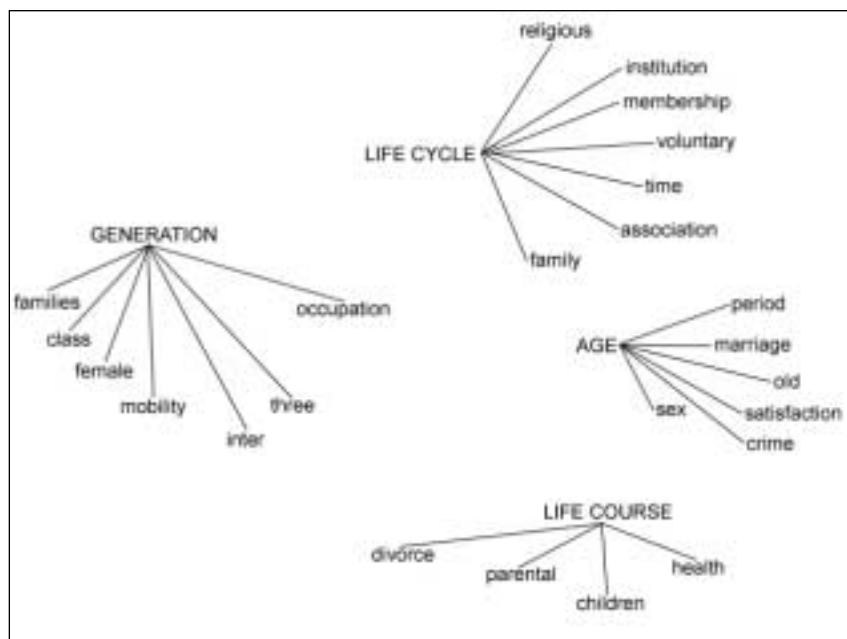 religious
institution
membership
voluntary
LIFE CYCLE
time
association
family
GENERATION
families
occupation
class
female
mobility
three
inter
period
AGE
marriage
old
sex
satisfaction
crime
LIFE COURSE
divorce
parental
health
children